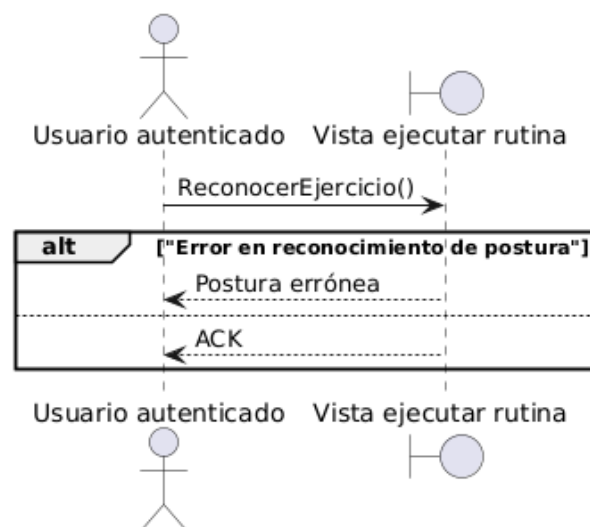 Usuario autenticado
Vista ejecutar rutina
ReconocerEjercicio()
alt
["Error en reconocimiento de postura"]
Postura errónea
ACK
Usuario autenticado
Vista ejecutar rutina